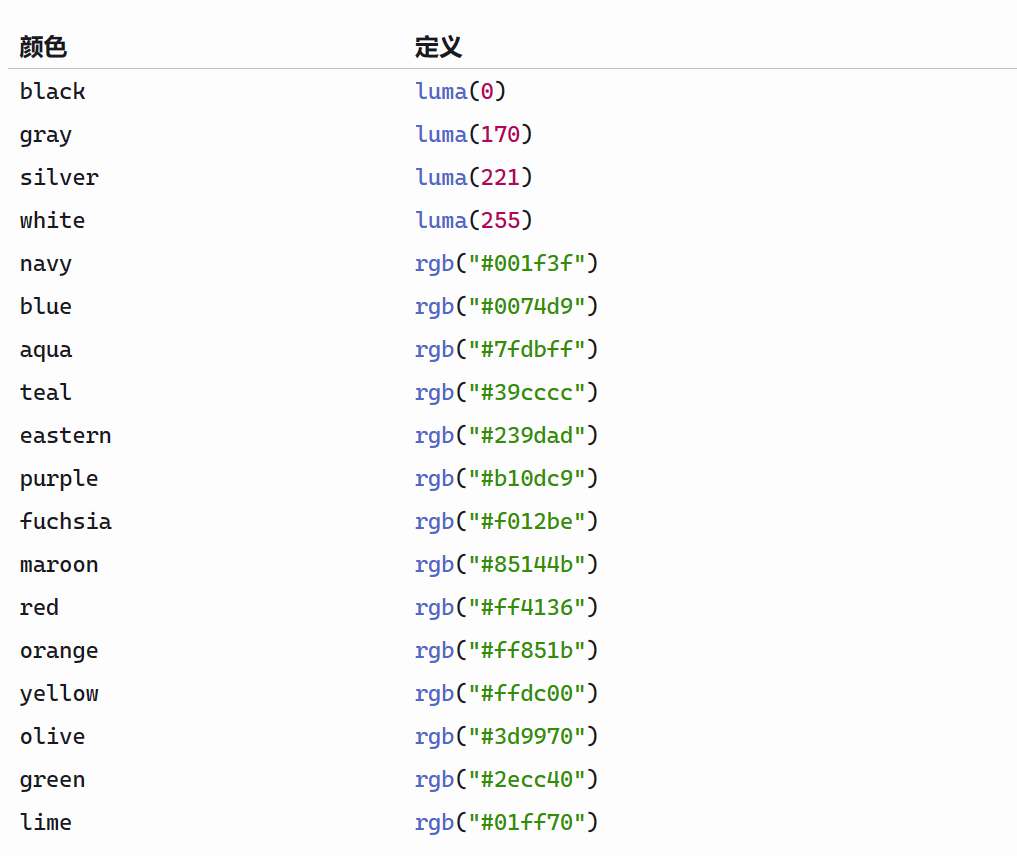 颜色 定义
black luma(0)
gray luma(170)
silver luma(221)
white luma(255)
navy rgb("#001f3f")
blue rgb("#0074d9")
aqua rgb("#7fdbff")
teal rgb("#39cccc")
eastern rgb("#239dad")
purple rgb("#b10dc9")
fuchsia rgb("#f012be")
maroon rgb("#85144b")
red rgb("#ff4136")
orange rgb("#ff851b")
yellow rgb("#ffdc00")
olive rgb("#3d9970")
green rgb("#2ecc40")
lime rgb("#01ff70")